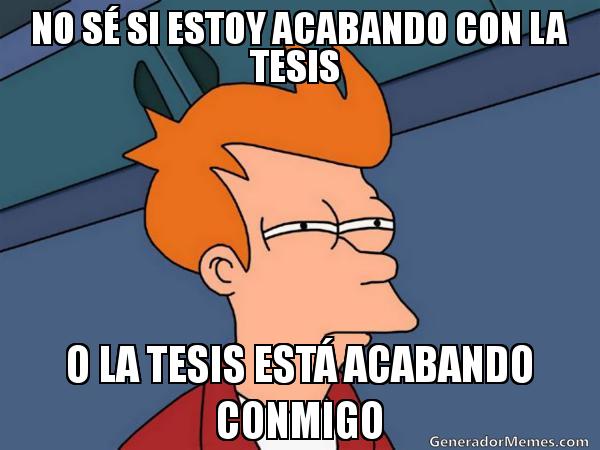 NO SÉ SI ESTOY ACABANDO CON LA
TESIS
O LA TESIS ESTÁ ACABANDO
CONMIGO
GeneradorMemes.com